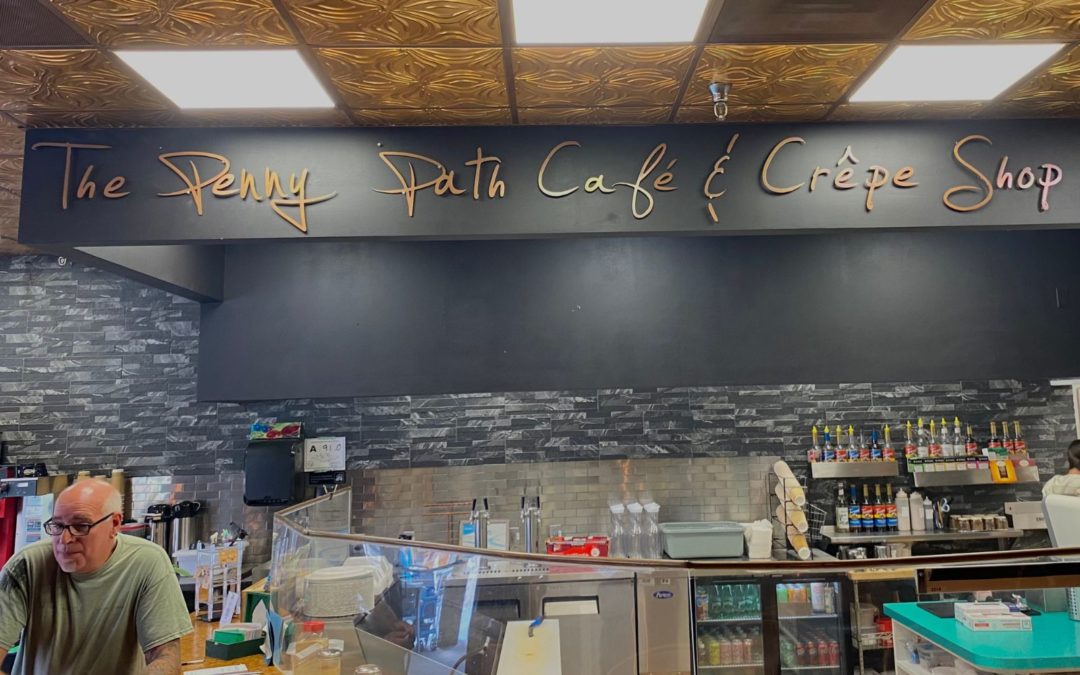 The Penny Path Café & Crêpe Shop
A